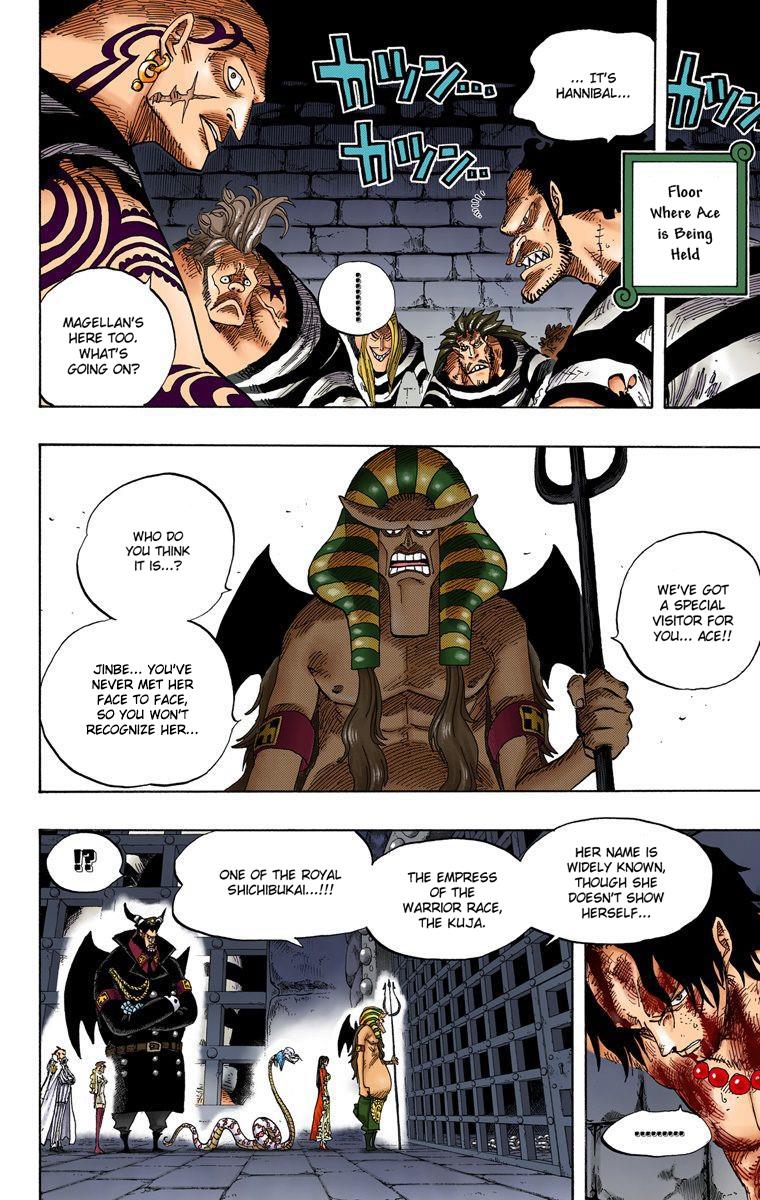 カツン...
Floor
Where Ace
is Being
Held
... IT'S
HANNIBAL...
カツン...
カツン..
.........
MAGELLAN'S
HERE TOO.
WHAT'S
GOING ON?
WE'VE GOT
A SPECIAL
VISITOR FOR
YOU... ACE!!
WHO DO
YOU THINK
IT IS...?
JINBE... YOU'VE
NEVER MET HER
FACE TO FACE,
SO YOU WON'T
RECOGNIZE HER...
HER NAME IS
WIDELY KNOWN,
THOUGH SHE
DOESN'T SHOW
HERSELF...
..........
THE EMPRESS
OF THE
WARRIOR RACE,
THE KUJA.
ONE OF THE ROYAL
SHICHIBUKAI...!!!
!?